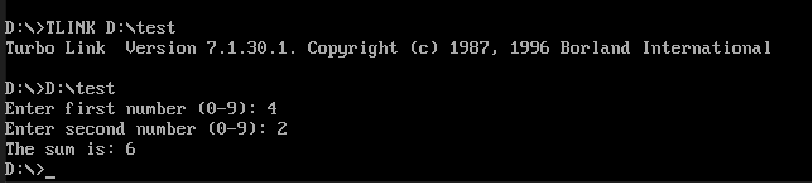 D:\>TLINK D:\test
Turbo Link  Version 7.1.30.1. Copyright (c) 1987, 1996 Borland International
D:\>D:\test
Enter first number (0-9): 4
Enter second number (0-9): 2
The sum is: 6
D:\>_